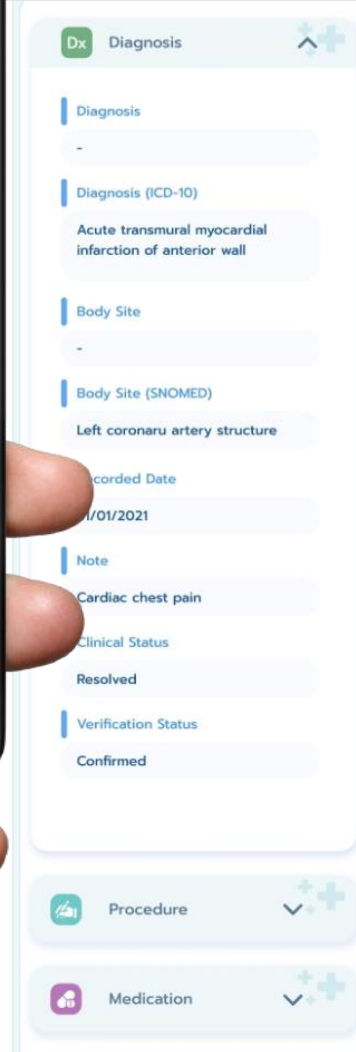 Dx Diagnosis
Diagnosis
-
Diagnosis (ICD-10)
Acute transmural myocardial
infarction of anterior wall
Body Site
-
Body Site (SNOMED)
Left coronaru artery structure
Date
/01/2021
Note
Cardiac chest pain
Clinical Status
Resolved
Verification Status
Confirmed
Procedure
Medication